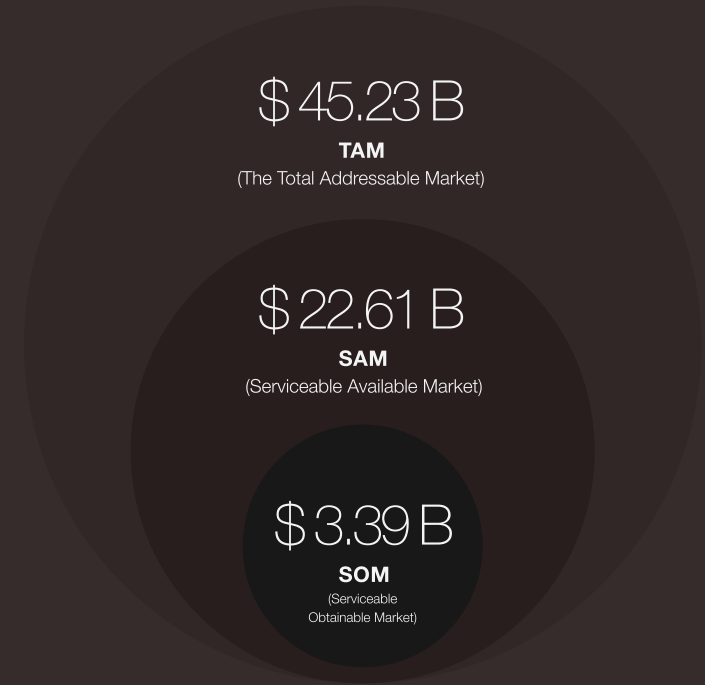 $ 45.23 B
TAM
(The Total Addressable Market)
$ 22.61 B
SAM
(Serviceable Available Market)
$ 3.39 B
SOM
(Serviceable
Obtainable Market)